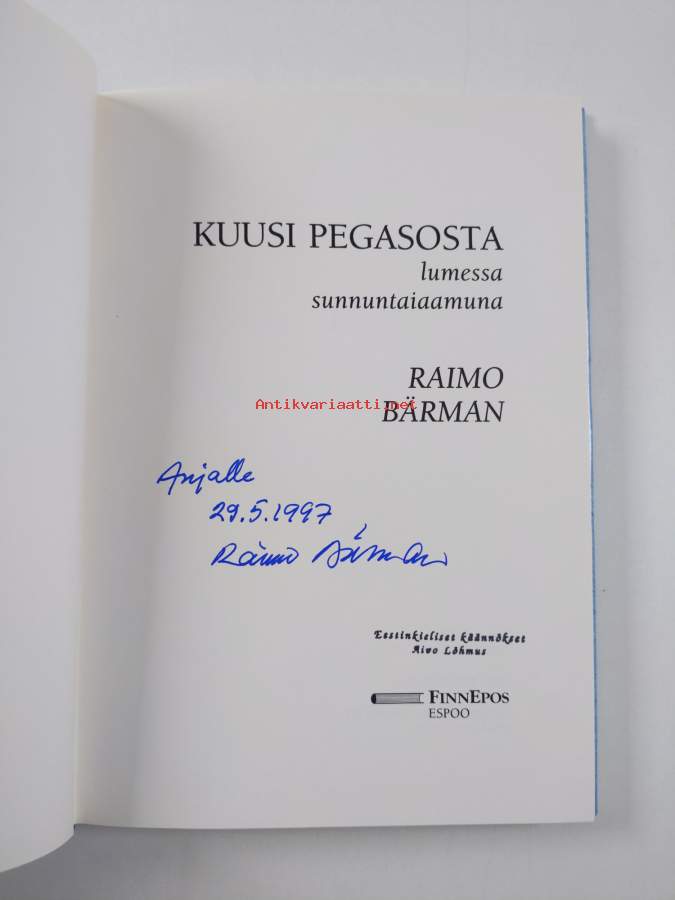 KUUSI PEGASOSTA
lumessa
sunnuntaiaamuna
RAIMO
Antikvariaatti.net
BÄRMAN
Anjalle
29.5.1997
Raimo Bärman
Eestinkieliset käännökset
Aivo Lõhmus
FINNEPOS
ESPOO